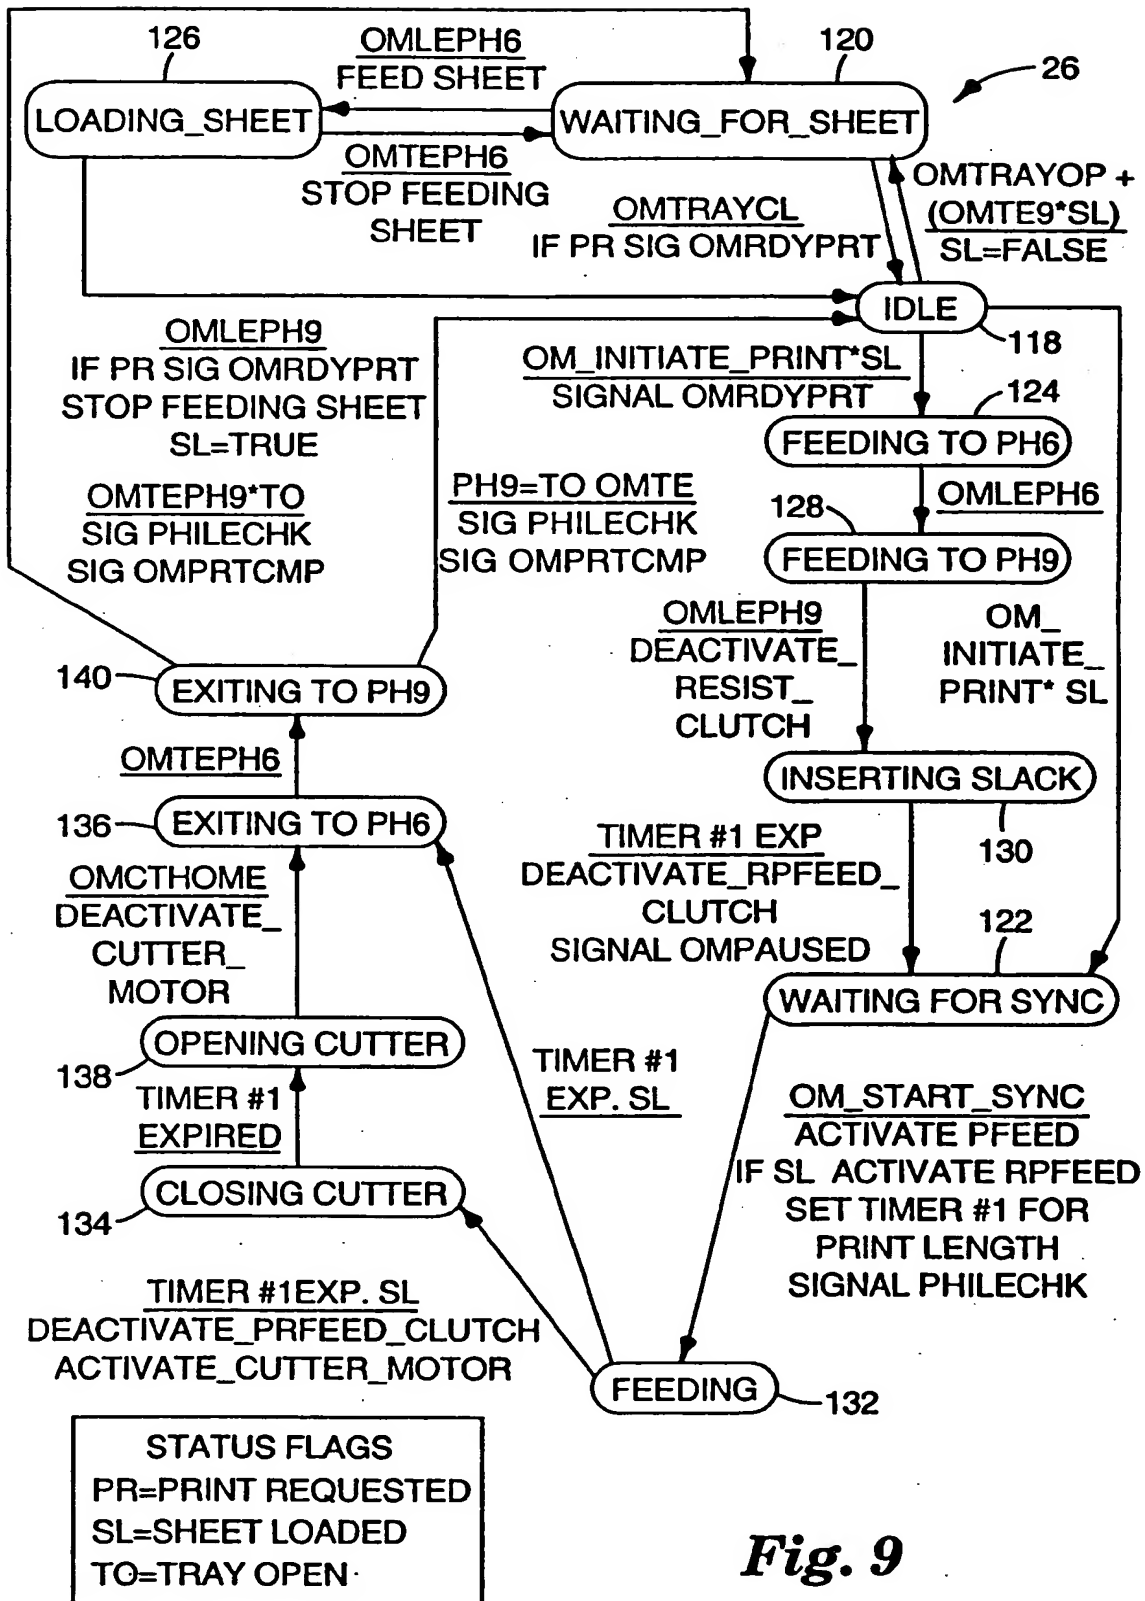 126
OMLEPH6
FEED SHEET
120
26
LOADING_SHEET
WAITING_FOR_SHEET
OMTEPH6
STOP FEEDING
SHEET
OMTRAYCL
IF PR SIG OMRDYPRT
OMTRAYOP +
(OMTE9*SL)
SL=FALSE
IDLE
118
OMLEPH9
IF PR SIG OMRDYPRT
STOP FEEDING SHEET
SL=TRUE
OM_INITIATE_PRINT*SL
SIGNAL OMRDYPRT
124
FEEDING TO PH6
OMTEPH9*TO
SIG PHILECHK
SIG OMPRTCMP
PH9=TO OMTE
SIG PHILECHK
SIG OMPRTCMP
OMLEPH6
128
FEEDING TO PH9
OMLEPH9
DEACTIVATE_
RESIST_
CLUTCH
OM_
INITIATE_
PRINT* SL
140
EXITING TO PH9
OMTEPH6
INSERTING SLACK
130
136
EXITING TO PH6
TIMER #1 EXP
DEACTIVATE_RPFEED_
CLUTCH
SIGNAL OMPAUSED
122
OMCTHOME
DEACTIVATE_
CUTTER_
MOTOR
WAITING FOR SYNC
OPENING CUTTER
138
TIMER #1
EXP. SL
TIMER #1
EXPIRED
OM_START_SYNC
ACTIVATE PFEED
IF SL ACTIVATE RPFEED
SET TIMER #1 FOR
PRINT LENGTH
SIGNAL PHILECHK
CLOSING CUTTER
134
TIMER #1EXP. SL
DEACTIVATE_PRFEED_CLUTCH
ACTIVATE_CUTTER_MOTOR
FEEDING
132
STATUS FLAGS
PR=PRINT REQUESTED
SL=SHEET LOADED
TO=TRAY OPEN
Fig. 9